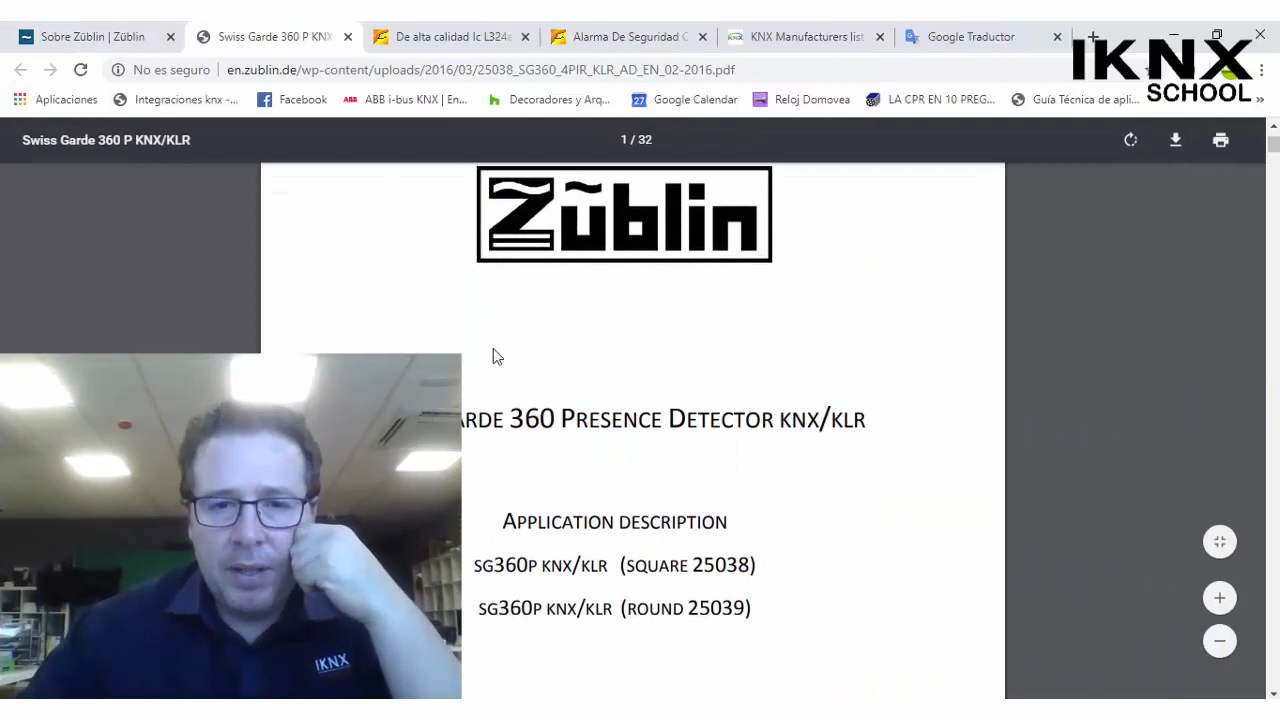 Sobre Züblin | Züblin
Swiss Garde 360 P KNX
De alta calidad Ic L324
Alarma De Seguridad
KNX Manufacturers list
Google Traductor
IKNX
SCHOOL
No es seguro
en.zublin.de/wp-content/uploads/2016/03/25038_SG360_4PIR_KLR_AD_EN_02-2016.pdf
Aplicaciones
Integraciones knx -...
Facebook
ABB i-bus KNX | En...
Decoradores y Arq...
27 Google Calendar
Reloj Domovea
LA CPR EN 10 PREG...
Guía Técnica de apli...
»
Swiss Garde 360 P KNX/KLR
1 / 32
Züblin
ARDE 360 PRESENCE DETECTOR KNX/KLR
APPLICATION DESCRIPTION
SG360P KNX/KLR (SQUARE 25038)
SG360P KNX/KLR (ROUND 25039)
IKNX